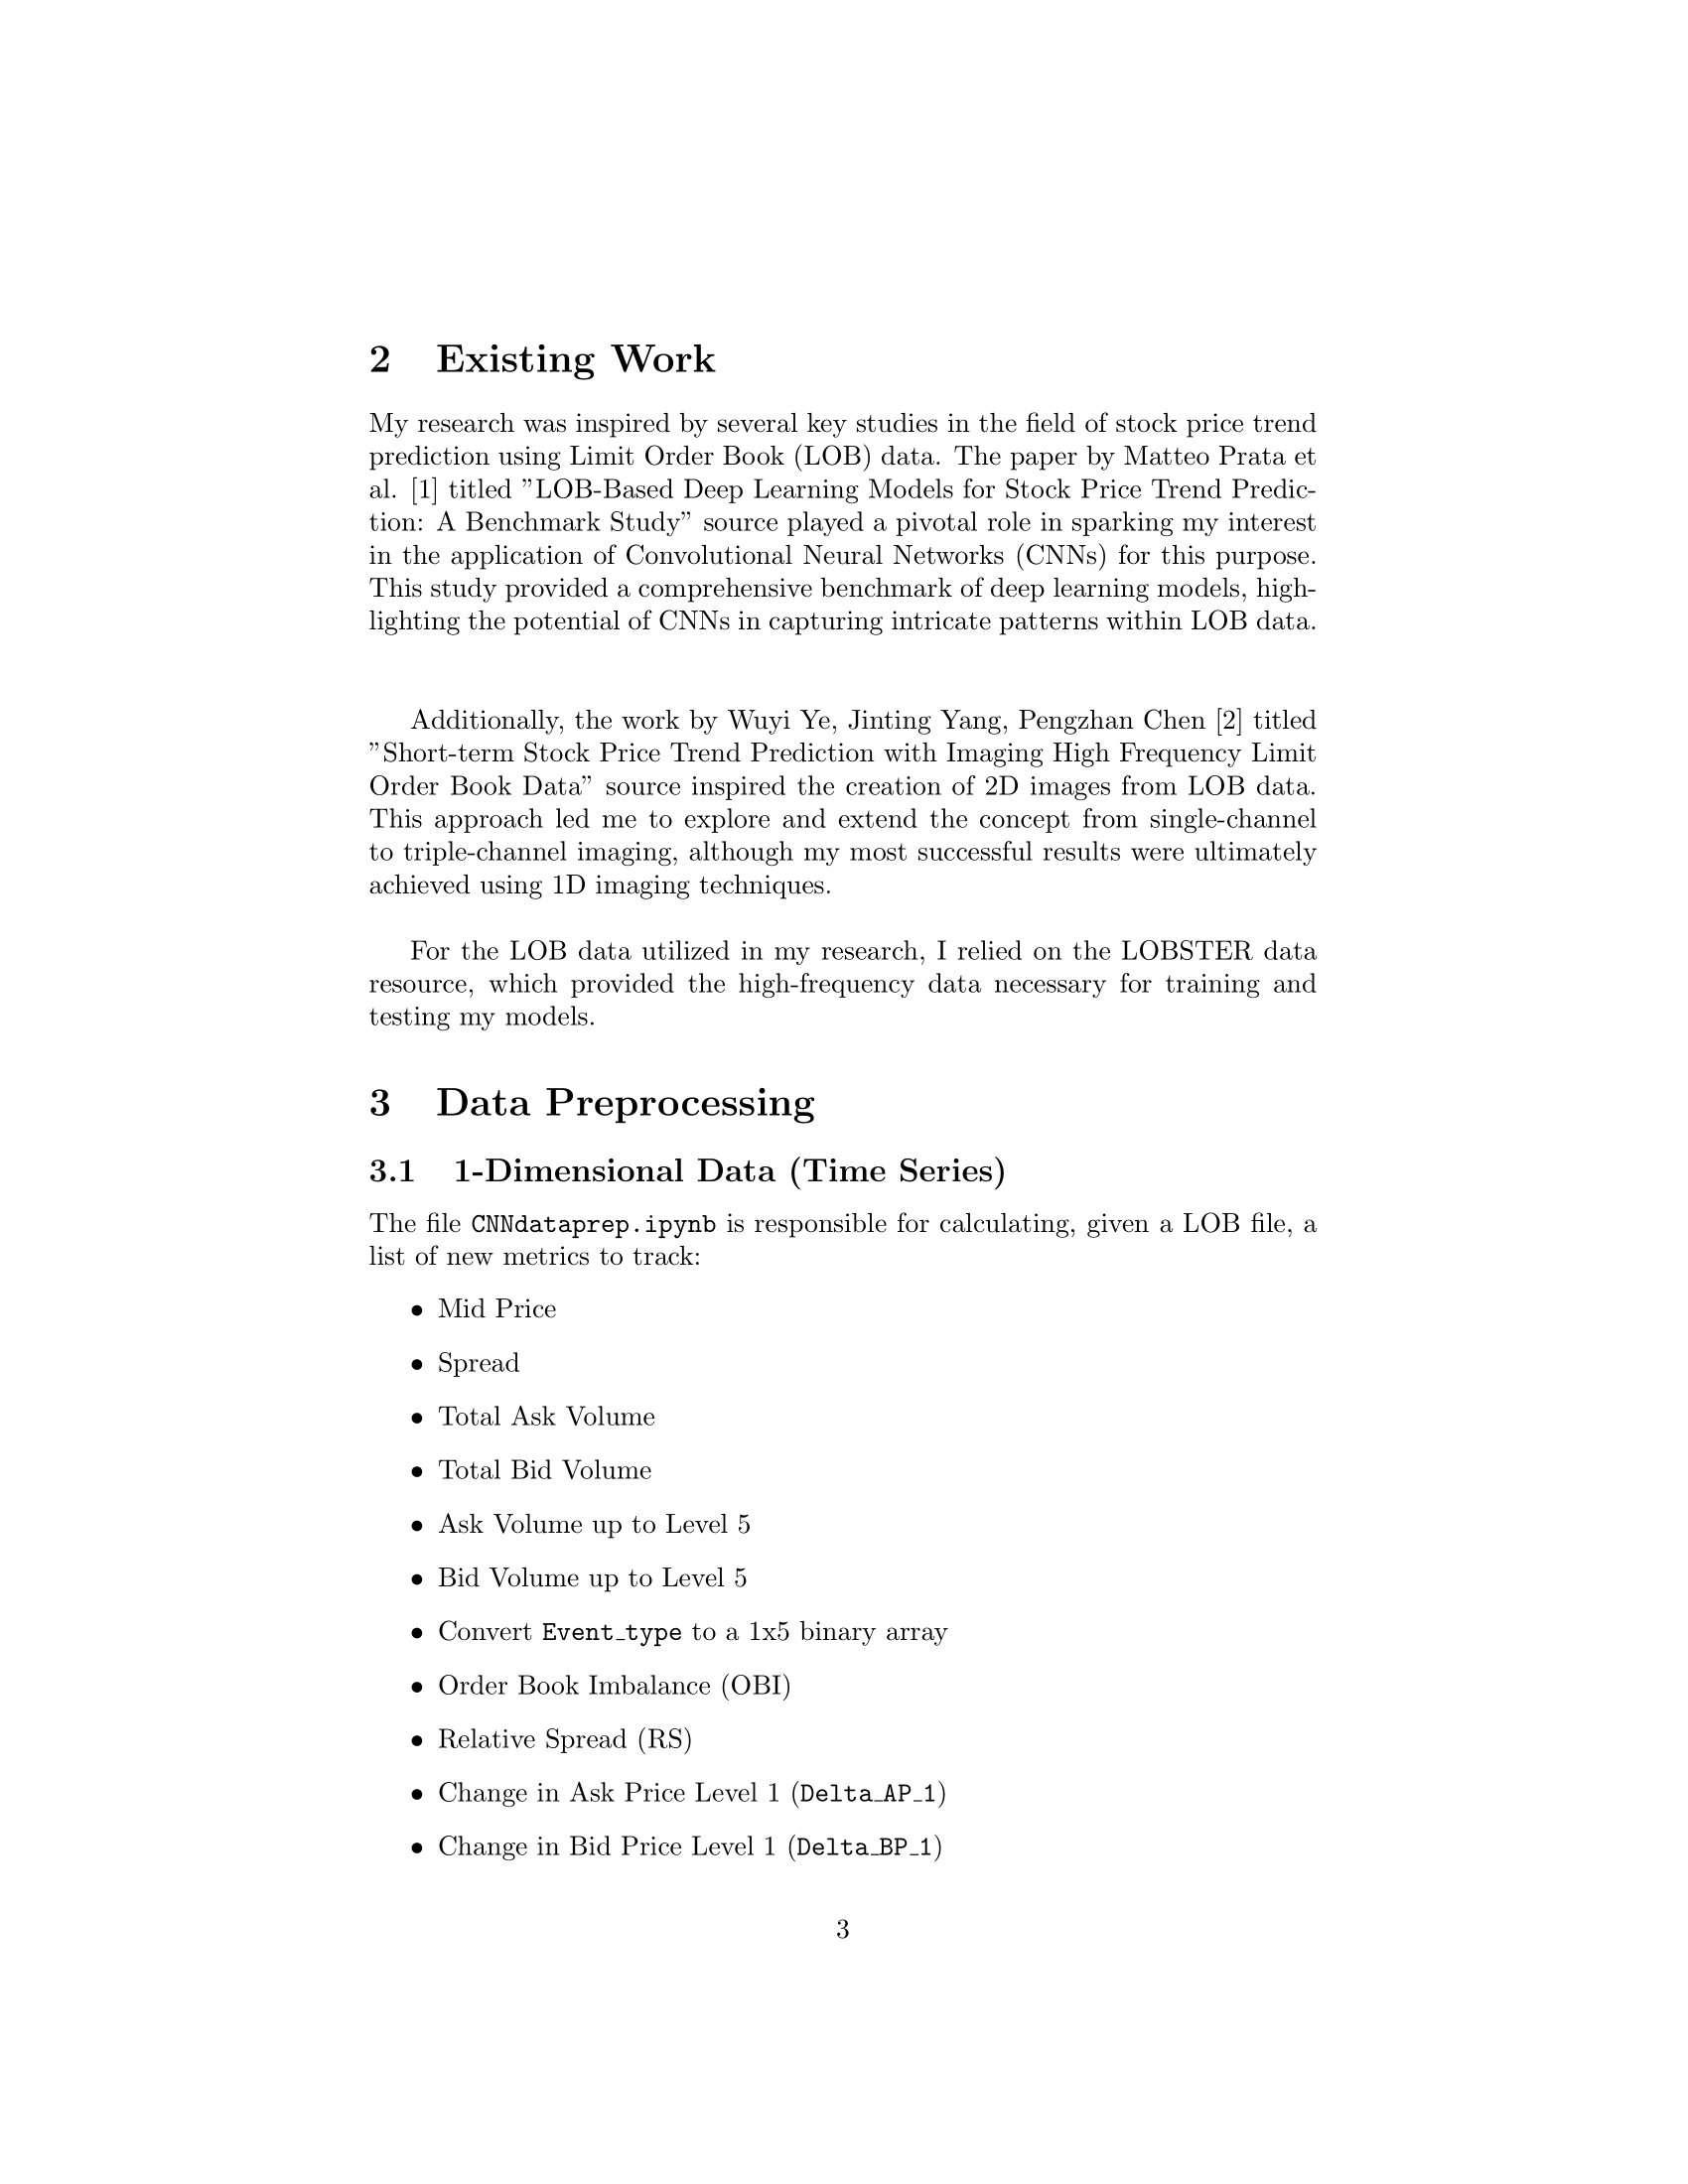 2 Existing Work
My research was inspired by several key studies in the field of stock price trend
prediction using Limit Order Book (LOB) data. The paper by Matteo Prata et
al. [1] titled ”LOB-Based Deep Learning Models for Stock Price Trend Predic-
tion: A Benchmark Study” source played a pivotal role in sparking my interest
in the application of Convolutional Neural Networks (CNNs) for this purpose.
This study provided a comprehensive benchmark of deep learning models, high-
lighting the potential of CNNs in capturing intricate patterns within LOB data.
Additionally, the work by Wuyi Ye, Jinting Yang, Pengzhan Chen [2] titled
”Short-term Stock Price Trend Prediction with Imaging High Frequency Limit
Order Book Data” source inspired the creation of 2D images from LOB data.
This approach led me to explore and extend the concept from single-channel
to triple-channel imaging, although my most successful results were ultimately
achieved using 1D imaging techniques.
For the LOB data utilized in my research, I relied on the LOBSTER data
resource, which provided the high-frequency data necessary for training and
testing my models.
3 Data Preprocessing
3.1 1-Dimensional Data (Time Series)
The file CNNdataprep.ipynb is responsible for calculating, given a LOB file, a
list of new metrics to track:
• Mid Price
• Spread
• Total Ask Volume
• Total Bid Volume
• Ask Volume up to Level 5
• Bid Volume up to Level 5
• Convert Event_type to a 1x5 binary array
• Order Book Imbalance (OBI)
• Relative Spread (RS)
• Change in Ask Price Level 1 (Delta_AP_1)
• Change in Bid Price Level 1 (Delta_BP_1)
3